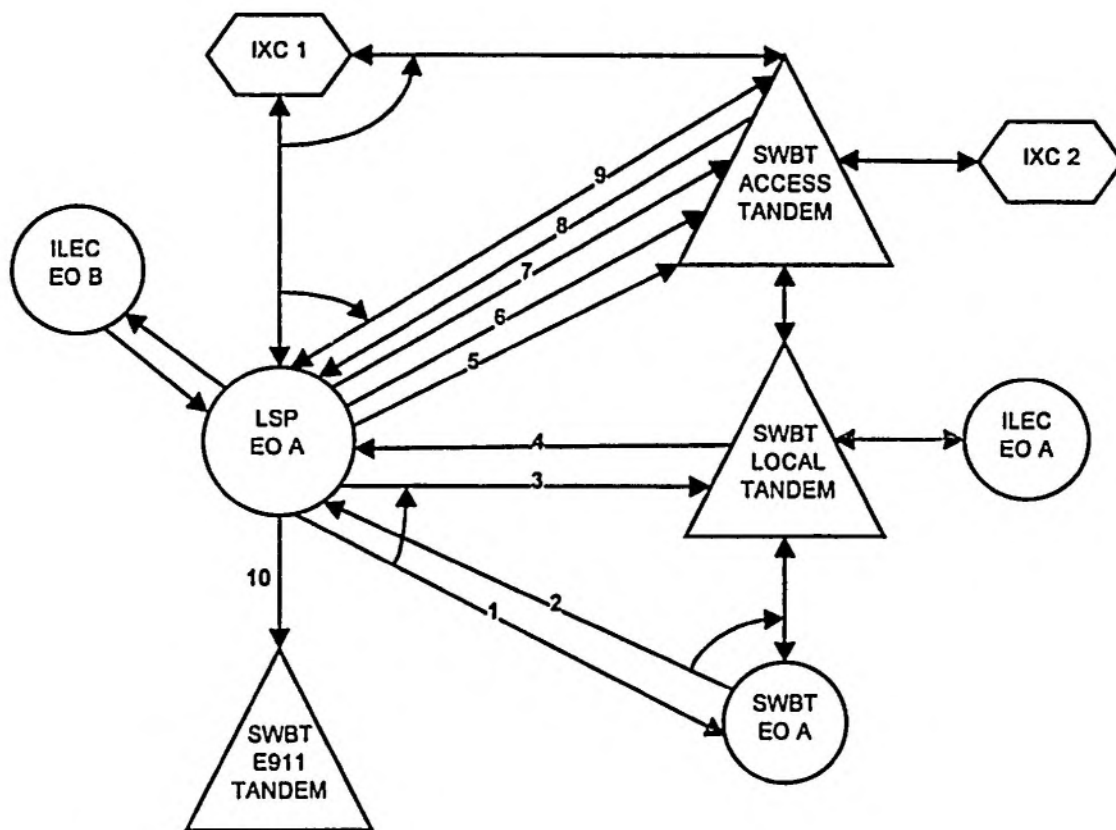 IXC 1
SWBT
ACCESS
TANDEM
IXC 2
ILEC
EO B
9
8
7
6
5
LSP
EO A
4
3
SWBT
LOCAL
TANDEM
ILEC
EO A
10
2
1
SWBT
E911
TANDEM
SWBT
EO A